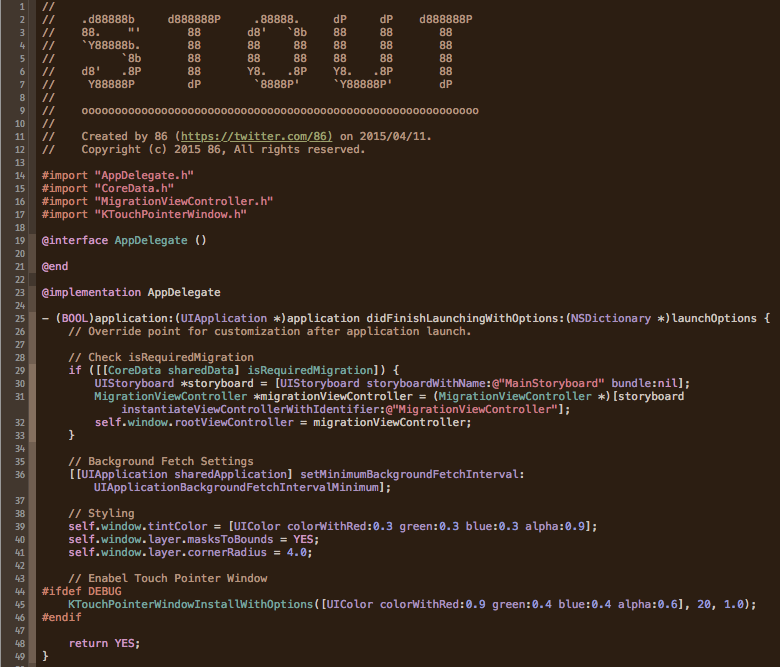 1 //
2 //    .d88888b     d888888P     .88888.     dP     dP    d888888P
3 //    88.    "'       88       d8'   `8b    88     88       88
4 //    `Y88888b.       88       88     88    88     88       88
5 //          `8b       88       88     88    88     88       88
6 //    d8'   .8P       88       Y8.   .8P    Y8.   .8P       88
7 //     Y88888P        dP        `8888P'     `Y88888P'       dP
8 //
9 //    oooooooooooooooooooooooooooooooooooooooooooooooooooooooooooo
10 //
11 //    Created by 86 (https://twitter.com/86) on 2015/04/11.
12 //    Copyright (c) 2015 86, All rights reserved.
13
14 #import "AppDelegate.h"
15 #import "CoreData.h"
16 #import "MigrationViewController.h"
17 #import "KTouchPointerWindow.h"
18
19 @interface AppDelegate ()
20
21 @end
22
23 @implementation AppDelegate
24
25 - (BOOL)application:(UIApplication *)application didFinishLaunchingWithOptions:(NSDictionary *)launchOptions {
26     // Override point for customization after application launch.
27
28     // Check isRequiredMigration
29     if ([[CoreData sharedData] isRequiredMigration]) {
30         UIStoryboard *storyboard = [UIStoryboard storyboardWithName:@"MainStoryboard" bundle:nil];
31         MigrationViewController *migrationViewController = (MigrationViewController *)[storyboard
            instantiateViewControllerWithIdentifier:@"MigrationViewController"];
32         self.window.rootViewController = migrationViewController;
33     }
34
35     // Background Fetch Settings
36     [[UIApplication sharedApplication] setMinimumBackgroundFetchInterval:
        UIApplicationBackgroundFetchIntervalMinimum];
37
38     // Styling
39     self.window.tintColor = [UIColor colorWithRed:0.3 green:0.3 blue:0.3 alpha:0.9];
40     self.window.layer.masksToBounds = YES;
41     self.window.layer.cornerRadius = 4.0;
42
43     // Enabel Touch Pointer Window
44 #ifdef DEBUG
45     KTouchPointerWindowInstallWithOptions([UIColor colorWithRed:0.9 green:0.4 blue:0.4 alpha:0.6], 20, 1.0);
46 #endif
47
48     return YES;
49 }